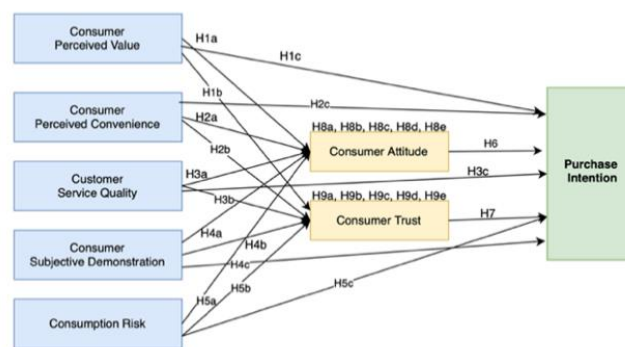 Consumer
Perceived Value
H1a
H1c
H1b
Consumer
Perceived Convenience
H2c
H2a
H2b
H8a, H8b, H8c, H8d, H8e
Consumer Attitude
H6
Customer
Service Quality
H3a
H3b
H3c
H9a, H9b, H9c, H9d, H9e
Consumer Trust
H7
Purchase
Intention
Consumer
Subjective Demonstration
H4a
H4b
H4c
Consumption Risk
H5a
H5b
H5c